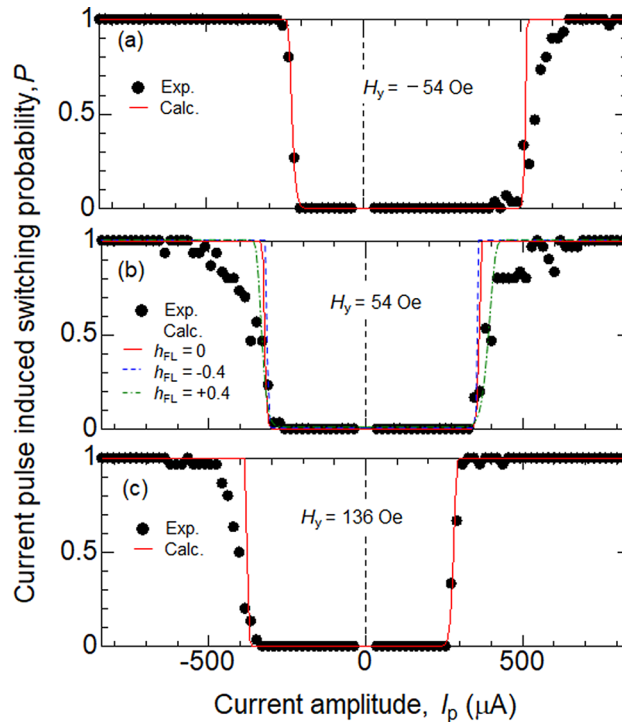 Current pulse induced switching probability, P
1
(a)
Hy = − 54 Oe
Exp.
Calc.
0.5
0
1
(b)
Exp.
Hy = 54 Oe
Calc.
0.5
hFL = 0
hFL = -0.4
hFL = +0.4
0
1
(c)
Hy = 136 Oe
Exp.
0.5
Calc.
0
-500 0 500
Current amplitude, Ip (μA)